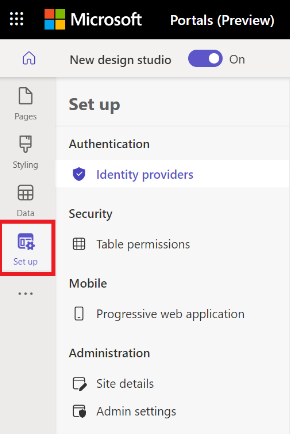 Microsoft Portals (Preview)
New design studio On
Pages
Styling
Data
Set up
Set up
Authentication
Identity providers
Security
Table permissions
Mobile
Progressive web application
Administration
Site details
Admin settings